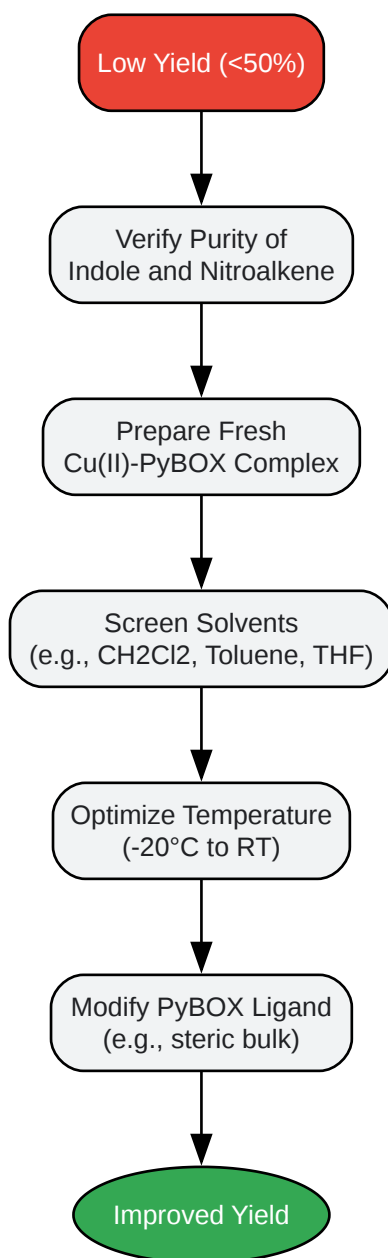 Low Yield (<50%)
Verify Purity of
Indole and Nitroalkene
Prepare Fresh
Cu(II)-PyBOX Complex
Screen Solvents
(e.g., CH2Cl2, Toluene, THF)
Optimize Temperature
(-20°C to RT)
Modify PyBOX Ligand
(e.g., steric bulk)
Improved Yield